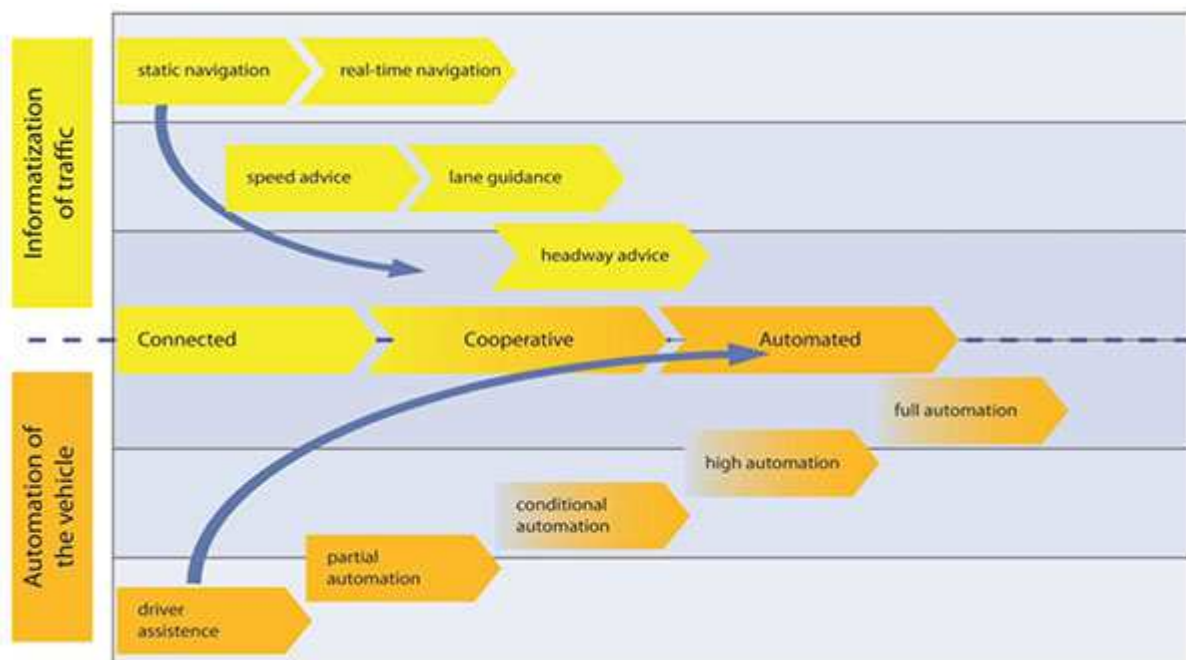 Informatization
of traffic
static navigation
real-time navigation
speed advice
lane guidance
headway advice
Connected
Cooperative
Automated
Automation of
the vehicle
full automation
high automation
conditional
automation
partial
automation
driver
assistence